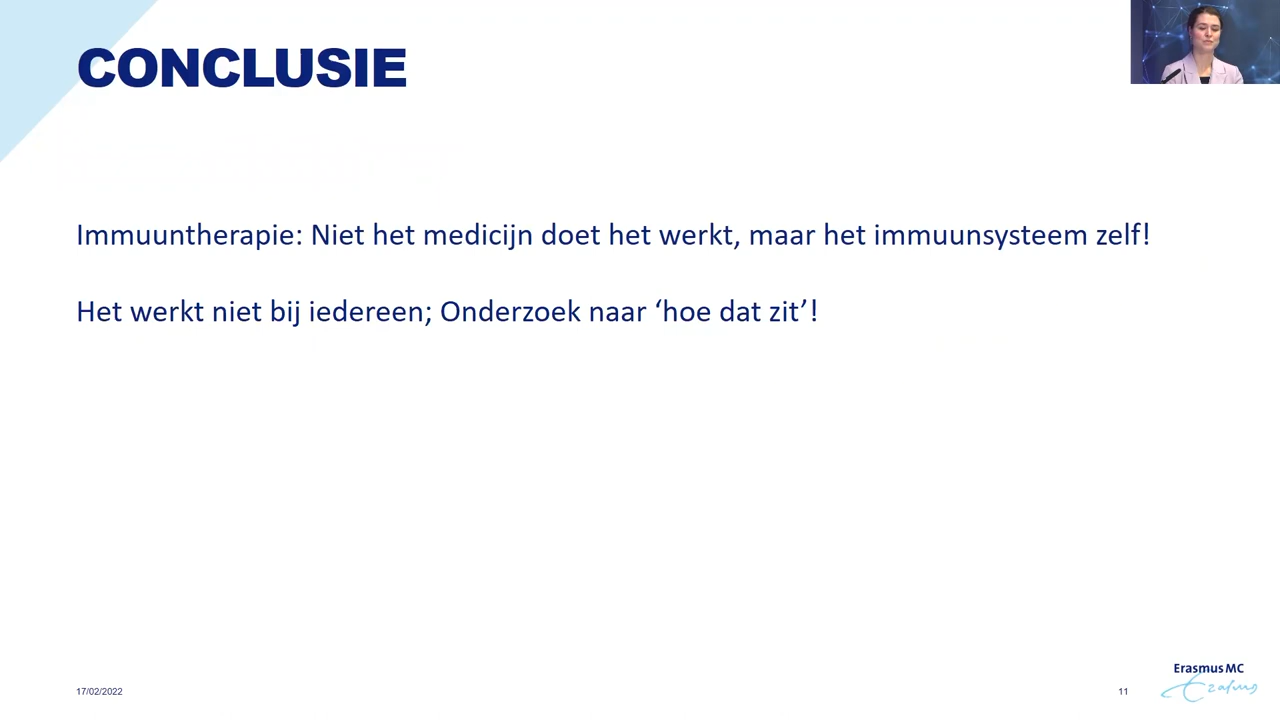 CONCLUSIE
Immuuntherapie: Niet het medicijn doet het werkt, maar het immuunsysteem zelf!
Het werkt niet bij iedereen; Onderzoek naar ‘hoe dat zit’!
17/02/2022
11
Erasmus MC
Erasmus